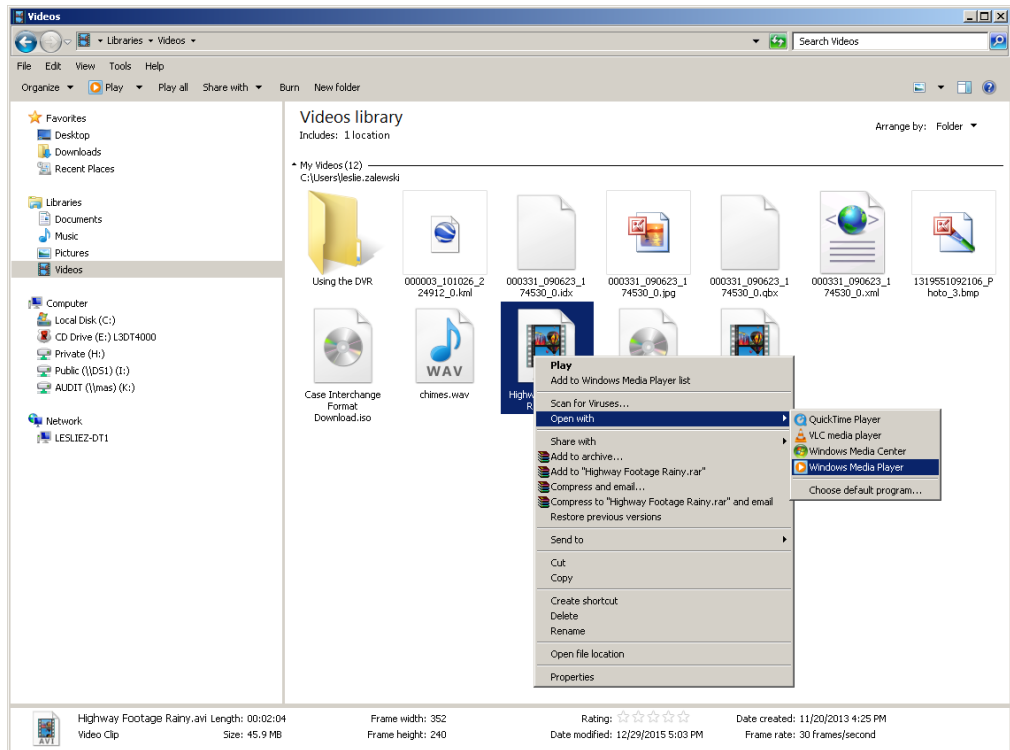 Videos
Libraries Videos
Search Videos
File Edit View Tools Help
Organize Play Play all Share with Burn New folder
Favorites
Desktop
Downloads
Recent Places
Libraries
Documents
Music
Pictures
Videos
Computer
Local Disk (C:)
CD Drive (E:) L3DT4000
Private (H:)
Public (\\DS1) (I:)
AUDIT (\\mas) (K:)
Network
LESLIEZ-DT1
Videos library
Includes: 1 location
Arrange by: Folder
My Videos (12)
C:\Users\leslie.zalewski
Using the DVR
000003_101026_2
24912_0.kml
000331_090623_1
74530_0.idx
000331_090623_1
74530_0.jpg
000331_090623_1
74530_0.qbx
000331_090623_1
74530_0.xml
1319551092106_P
hoto_3.bmp
Case Interchange
Format
Download.iso
WAV
chimes.wav
Highw
R
Play
Add to Windows Media Player list
Scan for Viruses...
Open with
Share with
Add to archive...
Add to "Highway Footage Rainy.rar"
Compress and email...
Compress to "Highway Footage Rainy.rar" and email
Restore previous versions
Send to
Cut
Copy
Create shortcut
Delete
Rename
Open file location
Properties
QuickTime Player
VLC media player
Windows Media Center
Windows Media Player
Choose default program...
AVI
Highway Footage Rainy.avi Length: 00:02:04 Frame width: 352 Rating: Date created: 11/20/2013 4:25 PM
Video Clip Size: 45.9 MB Frame height: 240 Date modified: 12/29/2015 5:03 PM Frame rate: 30 frames/second